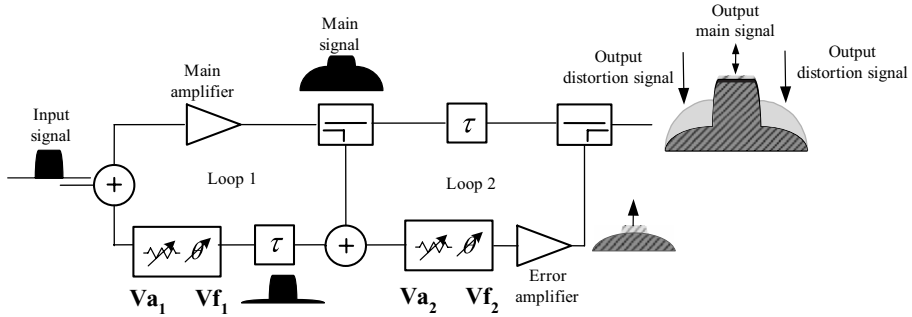 Main
signal
Output
main signal
Output
distortion signal
Output
distortion signal
Main
amplifier
Input
signal
τ
Loop 1
Loop 2
τ
Va1
Vf1
Va2
Vf2
Error
amplifier